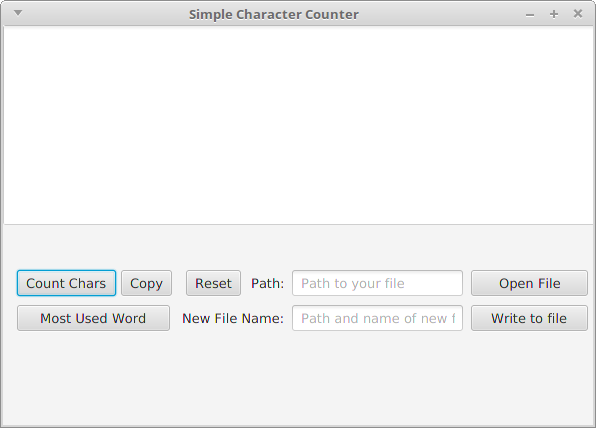 Simple Character Counter
Count Chars Copy Reset Path: Path to your file Open File
Most Used Word New File Name: Path and name of new f Write to file